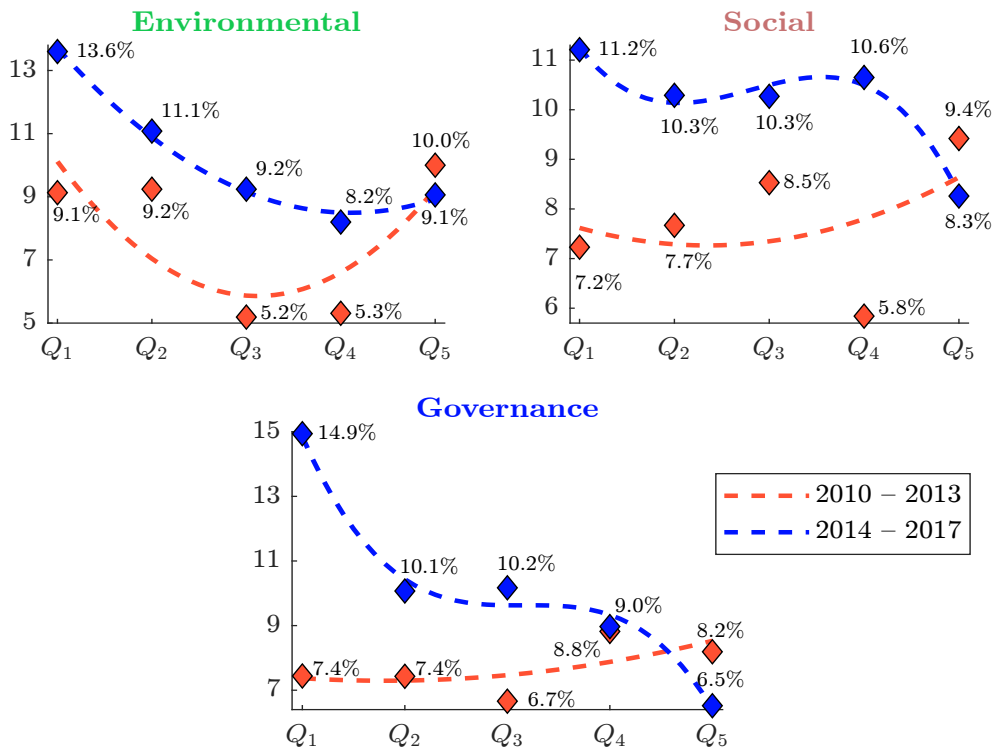 Environmental
13
11
9
7
5
13.6%
11.1%
9.2%
8.2%
10.0%
9.1%
9.2%
5.2%
5.3%
9.1%
Q1
Q2
Q3
Q4
Q5
Social
11
10
9
8
7
6
11.2%
10.3%
10.3%
10.6%
9.4%
8.3%
7.2%
7.7%
8.5%
5.8%
Q1
Q2
Q3
Q4
Q5
Governance
15
13
11
9
7
14.9%
10.1%
10.2%
9.0%
8.2%
8.8%
6.5%
7.4%
7.4%
6.7%
Q1
Q2
Q3
Q4
Q5
2010 – 2013
2014 – 2017